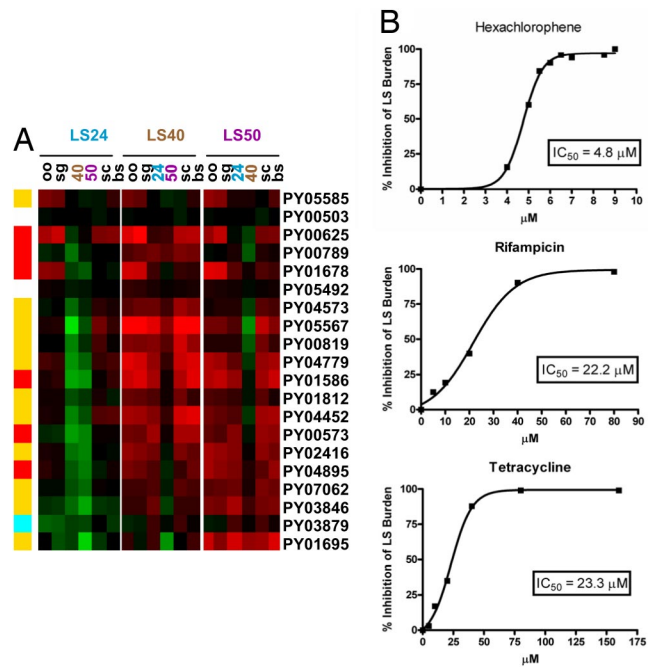 A
LS24 LS40 LS50
oo sg 40 50 sc bs oo sg 24 50 sc bs oo sg 24 40 sc bs
PY05585
PY00503
PY00625
PY00789
PY01678
PY05492
PY04573
PY05567
PY00819
PY04779
PY01586
PY01812
PY04452
PY00573
PY02416
PY04895
PY07062
PY03846
PY03879
PY01695
B
Hexachlorophene
% Inhibition of LS Burden
100
75
50
25
0
IC50 = 4.8 µM
0 1 2 3 4 5 6 7 8 9 10
µM
Rifampicin
% Inhibition of LS Burden
100
75
50
25
0
IC50 = 22.2 µM
0 10 20 30 40 50 60 70 80 90
µM
Tetracycline
% Inhibition of LS Burden
100
75
50
25
0
IC50 = 23.3 µM
0 25 50 75 100 125 150 175
µM